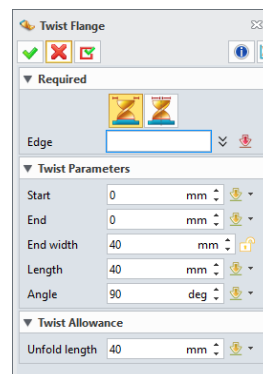 Twist Flange
Required
Edge
Twist Parameters
Start 0 mm
End 0 mm
End width 40 mm
Length 40 mm
Angle 90 deg
Twist Allowance
Unfold length 40 mm